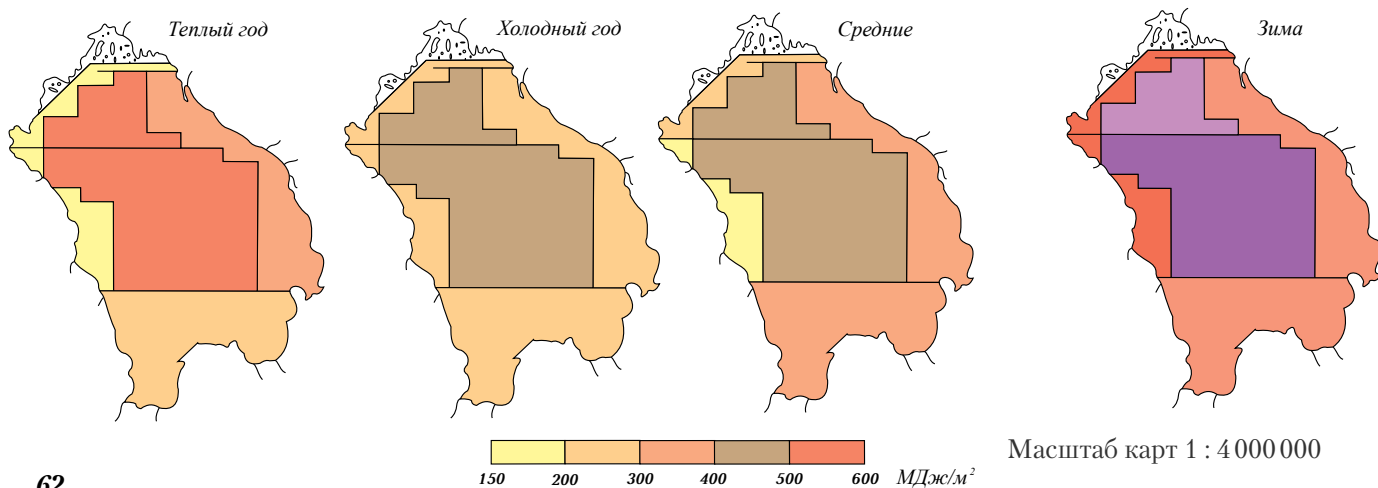 Теплый год
Холодный год
Средние
Зима
150 200 300 400 500 600 МДж/м²
Масштаб карт 1 : 4 000 000
62